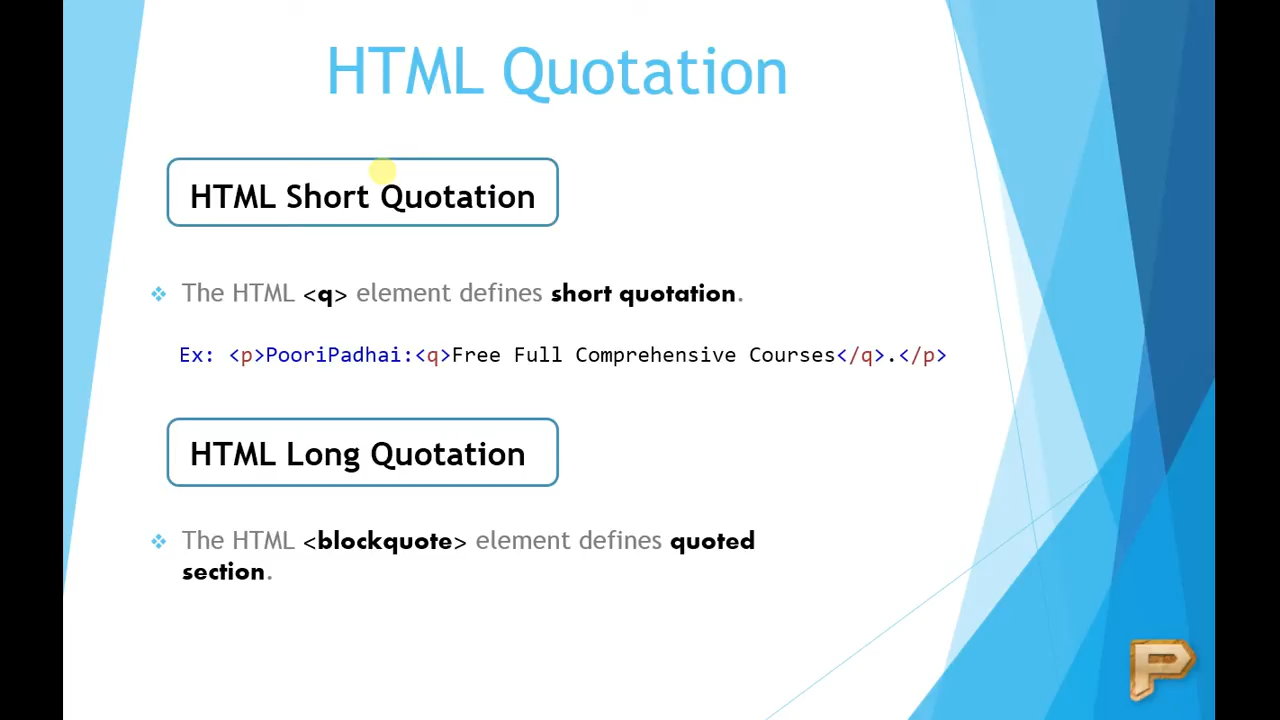 HTML Quotation
HTML Short Quotation
The HTML <q> element defines short quotation.
Ex: <p>PooriPadhai:<q>Free Full Comprehensive Courses</q>.</p>
HTML Long Quotation
The HTML <blockquote> element defines quoted
section.
P